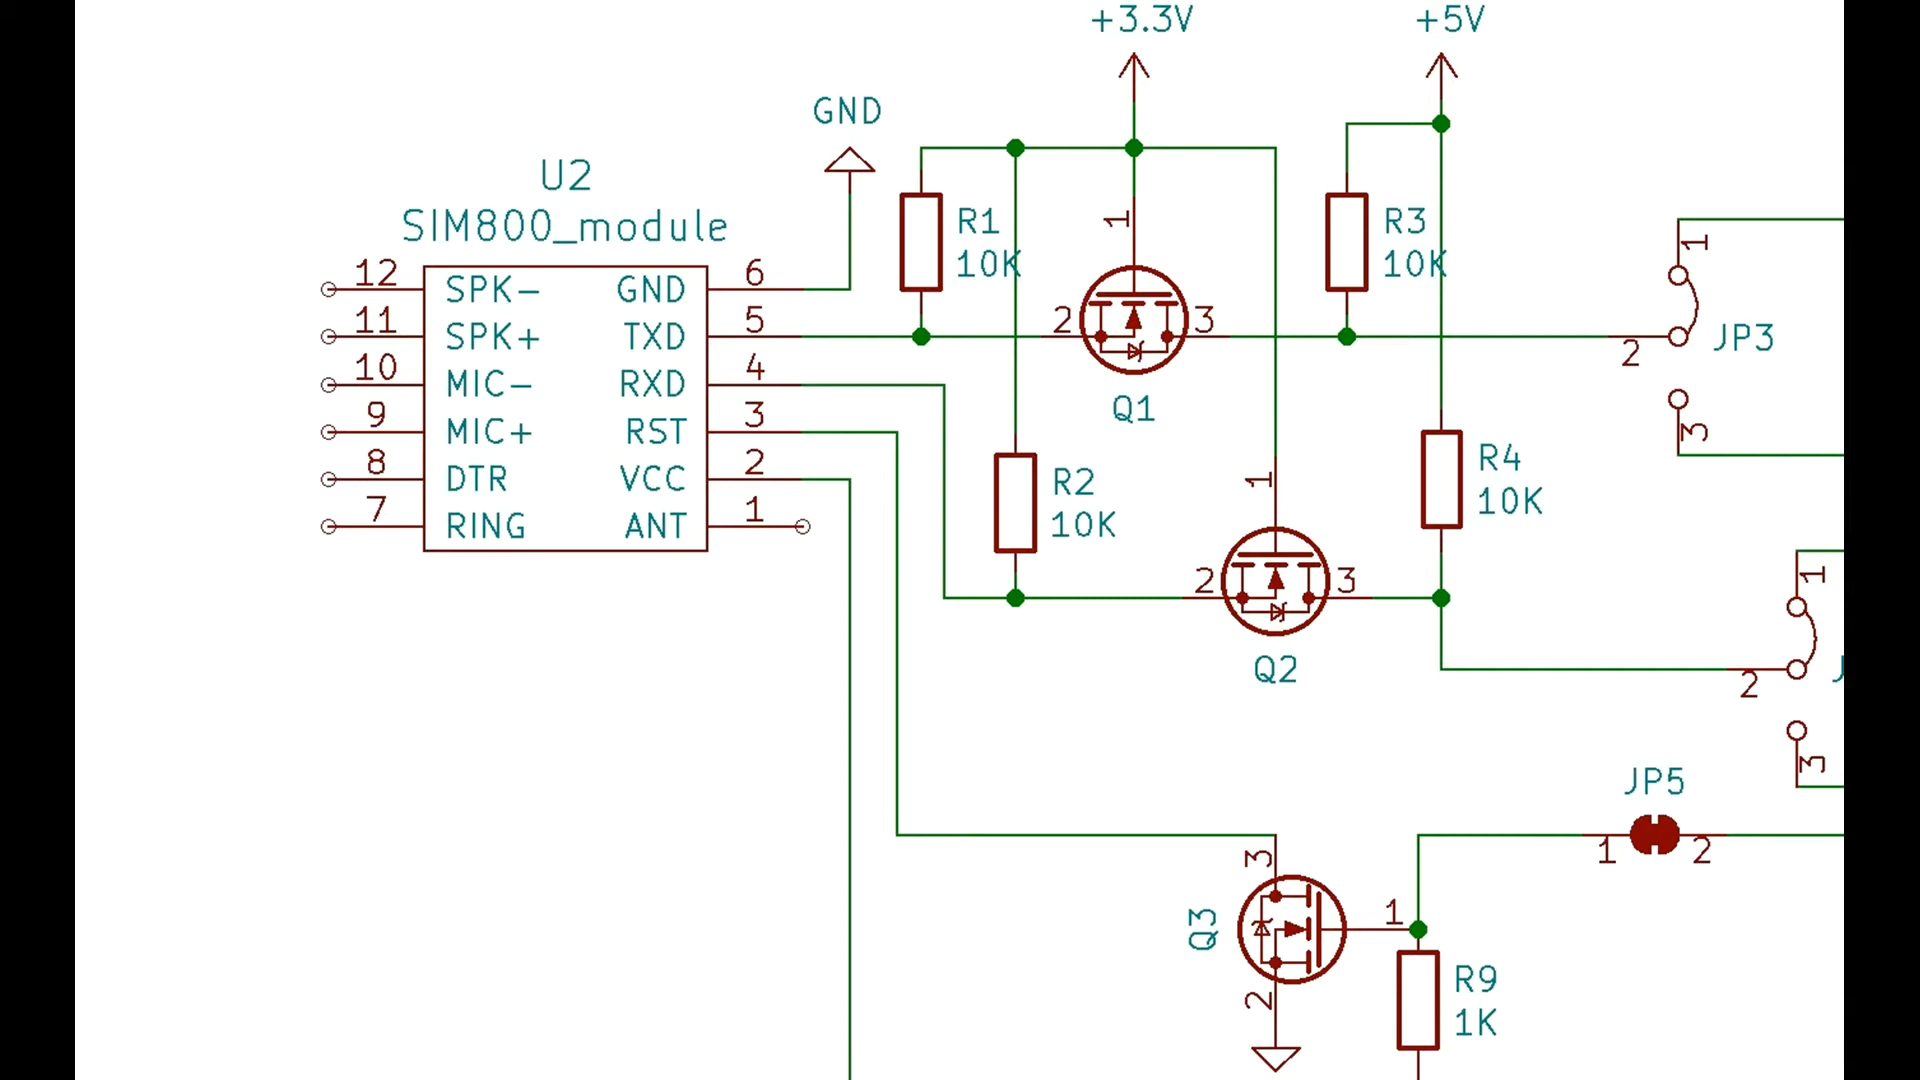 +3.3V
+5V
GND
U2
SIM800_module
R1
10K
R3
10K
1
1
JP3
2
3
12 SPK- GND 6
11 SPK+ TXD 5
10 MIC- RXD 4
9 MIC+ RST 3
8 DTR VCC 2
7 RING ANT 1
2
3
Q1
R2
10K
R4
10K
1
2
3
Q2
1
2
3
JP5
1
2
3
Q3
1
2
R9
1K